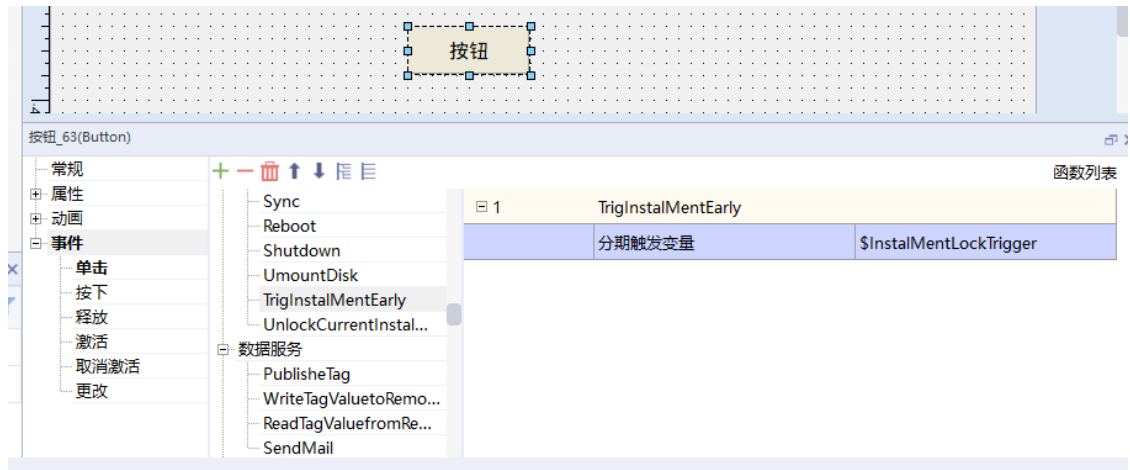 按钮
按钮_63(Button)
常规
属性
动画
事件
单击
按下
释放
激活
取消激活
更改
函数列表
Sync
Reboot
Shutdown
UmountDisk
TrigInstalMentEarly
UnlockCurrentInstal...
数据服务
PublisheTag
WriteTagValuetoRemo...
ReadTagValuefromRe...
SendMail
1 TrigInstalMentEarly
分期触发变量 $InstalMentLockTrigger